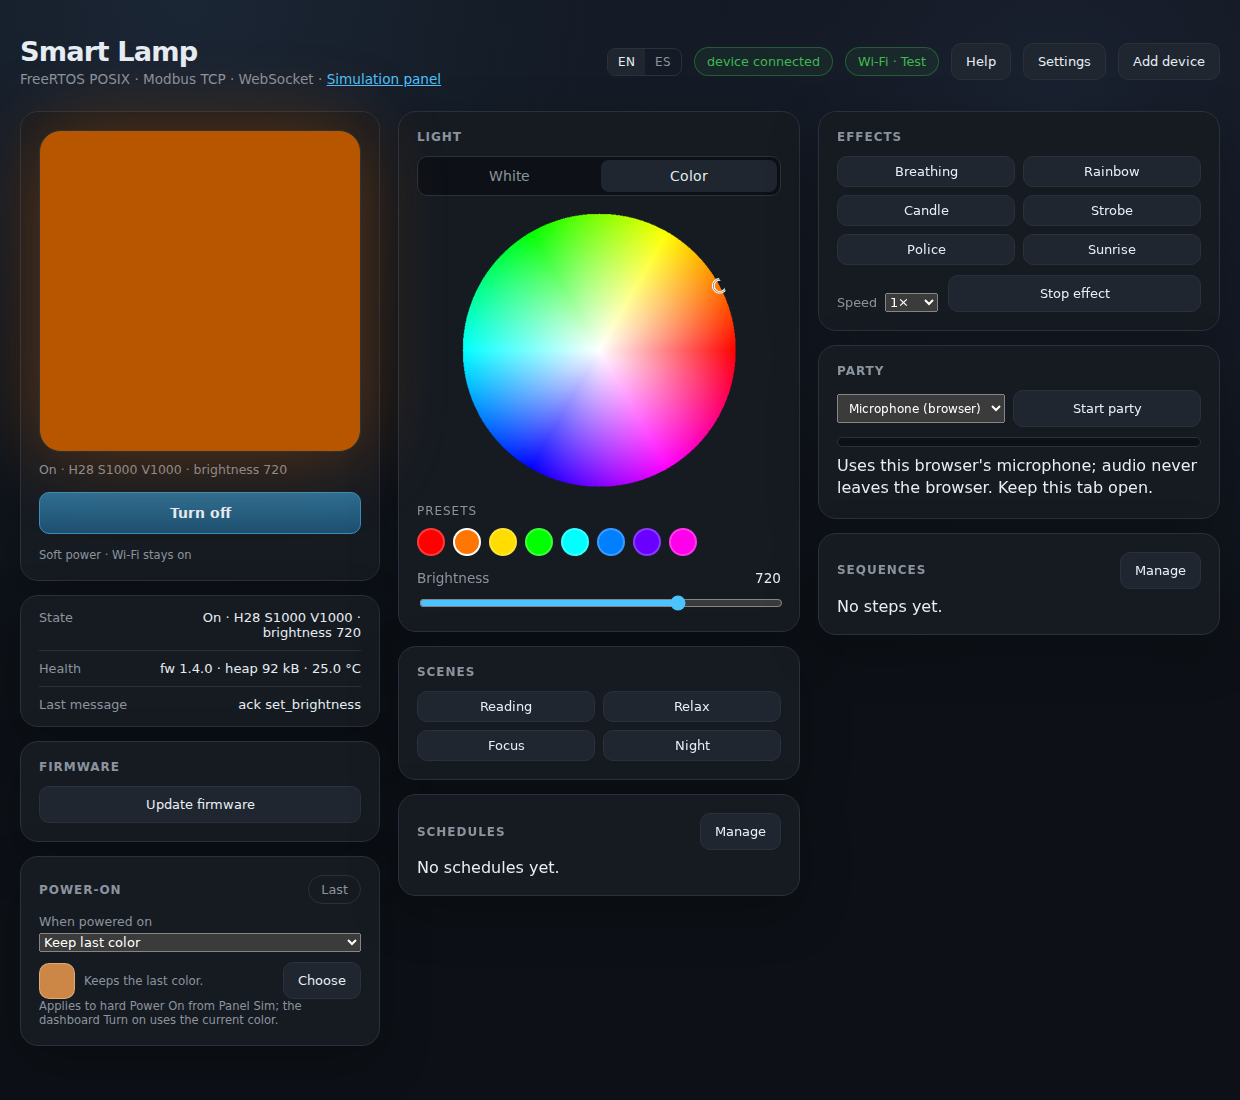 Smart Lamp
FreeRTOS POSIX · Modbus TCP · WebSocket · Simulation panel
EN ES
device connected
Wi-Fi · Test
Help
Settings
Add device
On · H28 S1000 V1000 · brightness 720
Turn off
Soft power · Wi-Fi stays on
State
On · H28 S1000 V1000 ·
brightness 720
Health
fw 1.4.0 · heap 92 kB · 25.0 °C
Last message
ack set_brightness
FIRMWARE
Update firmware
POWER-ON
Last
When powered on
Keep last color
Keeps the last color.
Choose
Applies to hard Power On from Panel Sim; the
dashboard Turn on uses the current color.
LIGHT
White
Color
PRESETS
Brightness
720
SCENES
Reading
Relax
Focus
Night
SCHEDULES
Manage
No schedules yet.
EFFECTS
Breathing
Rainbow
Candle
Strobe
Police
Sunrise
Speed
1×
Stop effect
PARTY
Microphone (browser)
Start party
Uses this browser's microphone; audio never
leaves the browser. Keep this tab open.
SEQUENCES
Manage
No steps yet.